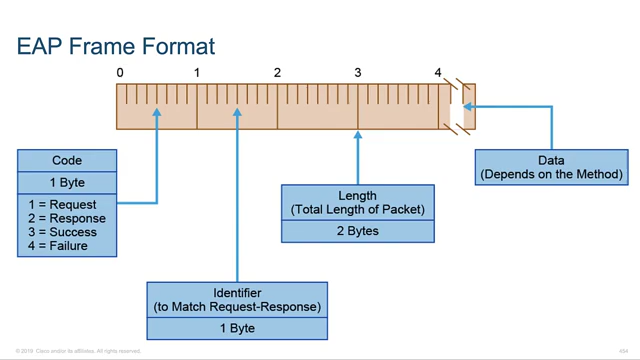 EAP Frame Format
0 1 2 3 4
Code
1 Byte
1 = Request
2 = Response
3 = Success
4 = Failure
Identifier
(to Match Request-Response)
1 Byte
Length
(Total Length of Packet)
2 Bytes
Data
(Depends on the Method)
© 2019 Cisco and/or its affiliates. All rights reserved.
454